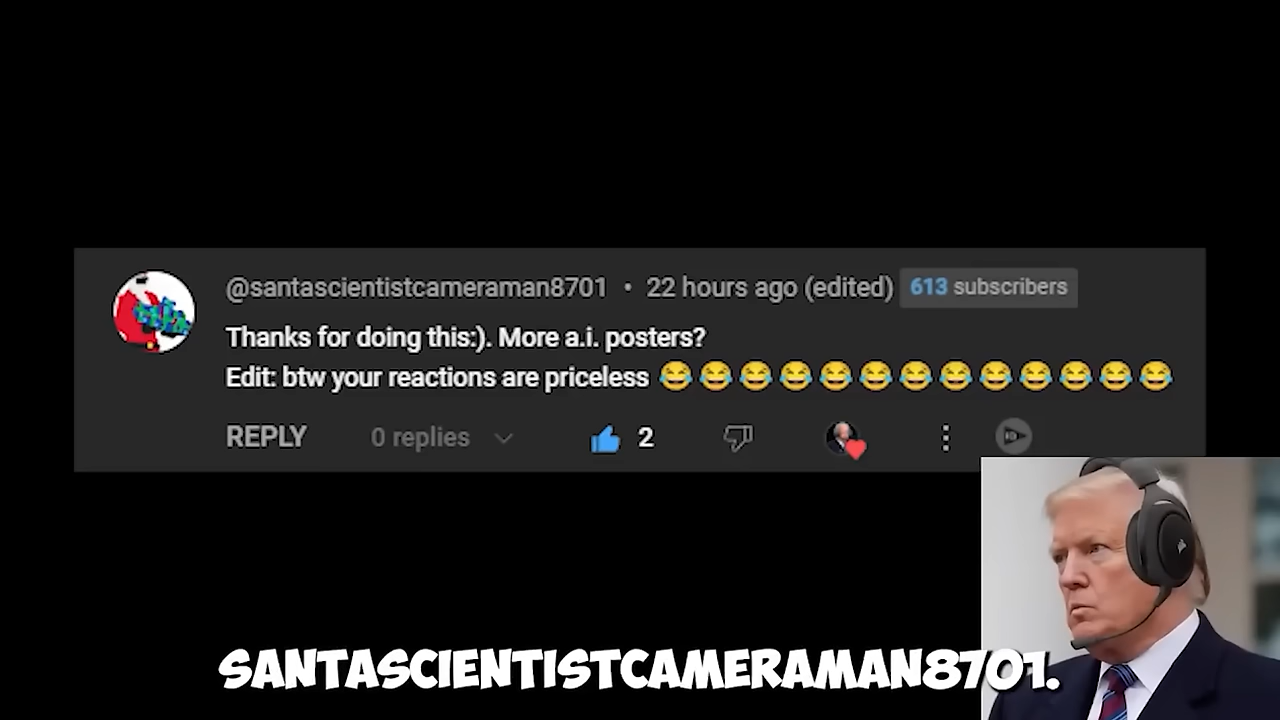 @santascientistcameraman8701 • 22 hours ago (edited) 613 subscribers
Thanks for doing this:). More a.i. posters?
Edit: btw your reactions are priceless 😂😂😂😂😂😂😂😂😂😂😂😂😂
REPLY 0 replies 2
SANTASCIENTISTCAMERAMAN8701.